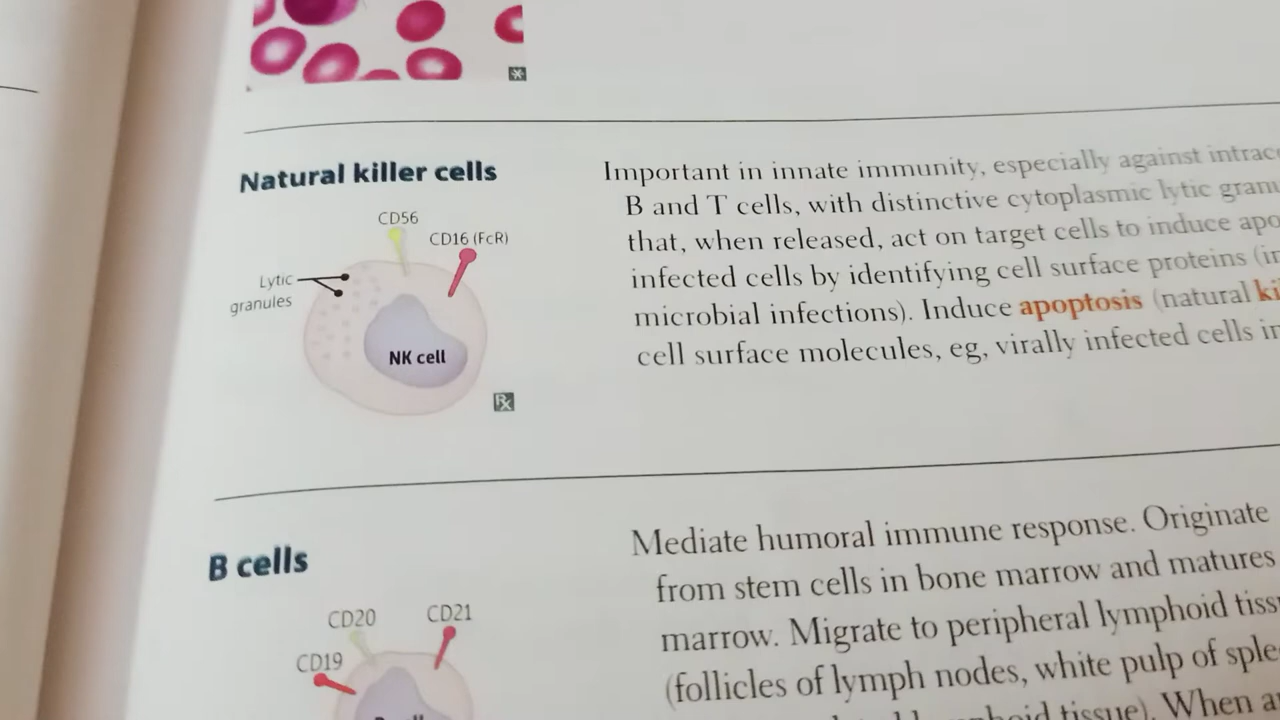 Natural killer cells
CD56
CD16 (FcR)
Lytic
granules
NK cell
Rx
Important in innate immunity, especially against
B and T cells, with distinctive cytoplasmic lytic
that, when released, act on target cells to induce
infected cells by identifying cell surface proteins
microbial infections). Induce apoptosis (natural
cell surface molecules, eg, virally infected cells
B cells
CD20
CD21
CD19
Mediate humoral immune response. Originate
from stem cells in bone marrow and matures
marrow. Migrate to peripheral lymphoid
(follicles of lymph nodes, white pulp of
tissue). When